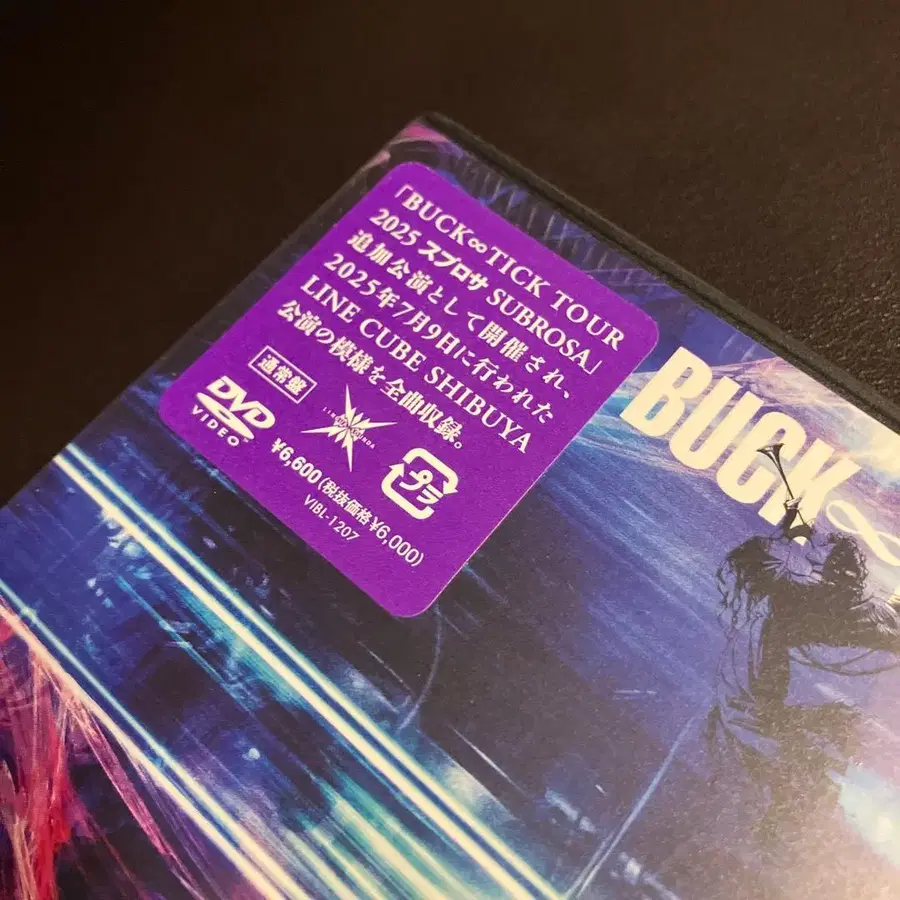 「BUCK∞TICK TOUR
2025 スブロサ SUBROSA」
追加公演として開催され、
2025年7月9日に行われた
LINE CUBE SHIBUYA
公演の模様を全曲収録。
通常盤
DVD
VIDEO
プラ
¥6,600(税抜価格¥6,000)
VIBL-1207
BUCK∞